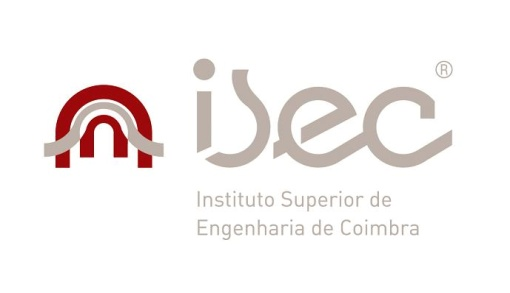 isec®
Instituto Superior de
Engenharia de Coimbra